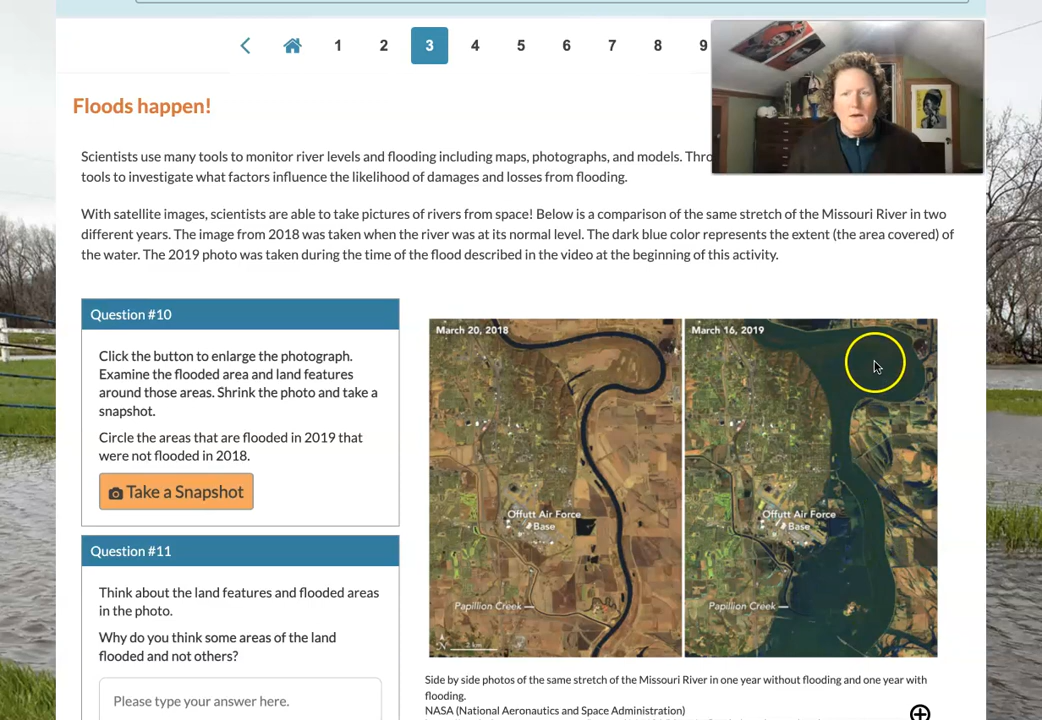 1 2 3 4 5 6 7 8 9
Floods happen!
Scientists use many tools to monitor river levels and flooding including maps, photographs, and models.
tools to investigate what factors influence the likelihood of damages and losses from flooding.
With satellite images, scientists are able to take pictures of rivers from space! Below is a comparison of the same stretch of the Missouri River in two
different years. The image from 2018 was taken when the river was at its normal level. The dark blue color represents the extent (the area covered) of
the water. The 2019 photo was taken during the time of the flood described in the video at the beginning of this activity.
Question #10
Click the button to enlarge the photograph.
Examine the flooded area and land features
around those areas. Shrink the photo and take a
snapshot.
Circle the areas that are flooded in 2019 that
were not flooded in 2018.
Take a Snapshot
Question #11
Think about the land features and flooded areas
in the photo.
Why do you think some areas of the land
flooded and not others?
Please type your answer here.
March 20, 2018
Offutt Air Force
Base
Papillion Creek
N
March 16, 2019
Offutt Air Force
Base
Papillion Creek
Side by side photos of the same stretch of the Missouri River in one year without flooding and one year with
flooding.
NASA (National Aeronautics and Space Administration)